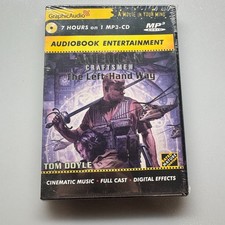 GraphicAudio
A MOVIE IN YOUR MIND
7 HOURS on 1 MP3-CD
MP3
AUDIOBOOK ENTERTAINMENT
AMERICAN
CRAFTSMEN
The Left-Hand Way
TOM DOYLE
CINEMATIC MUSIC · FULL CAST · DIGITAL EFFECTS